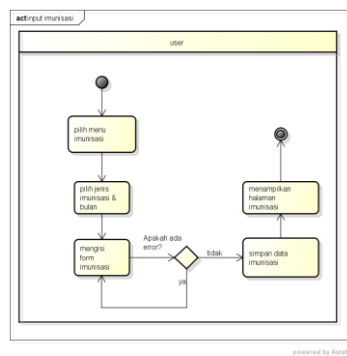 act input imunisasi
user
pilih menu
imunisasi
pilih jenis
imunisasi &
bulan
mengisi
form
imunisasi
Apakah ada
error?
ya
tidak
simpan data
imunisasi
menampilkan
halaman
imunisasi
powered by Astah